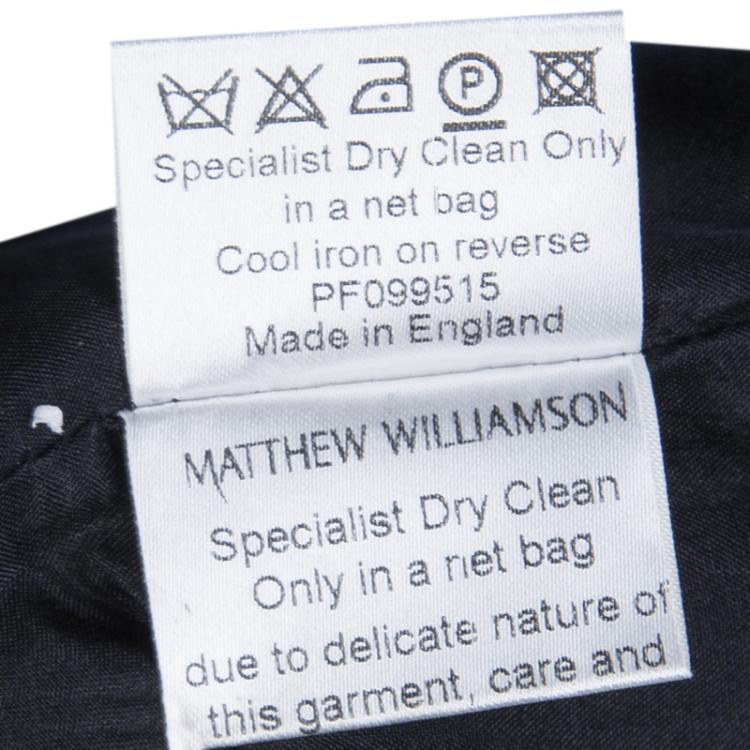 P
Specialist Dry Clean Only
in a net bag
Cool iron on reverse
PF099515
Made in England
MATTHEW WILLIAMSON
Specialist Dry Clean
Only in a net bag
due to delicate nature of
this garment, care and